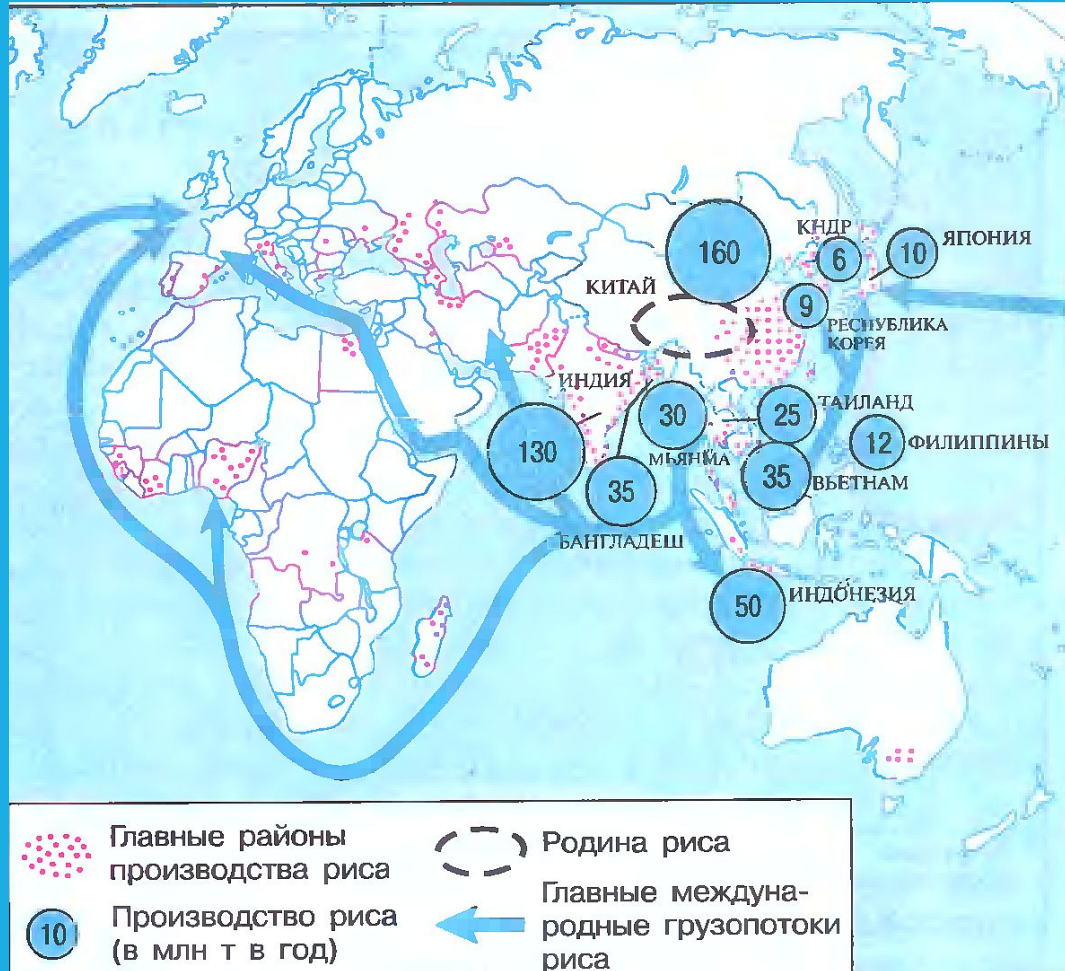 160
КНДР
6
10
ЯПОНИЯ
КИТАЙ
9
РЕСПУБЛИКА
КОРЕЯ
ИНДИЯ
30
25
ТАИЛАНД
130
12
ФИЛИППИНЫ
МЬЯНМА
35
35
ВЬЕТНАМ
БАНГЛАДЕШ
50
ИНДОНЕЗИЯ
Главные районы
производства риса
Родина риса
10
Производство риса
(в млн т в год)
Главные междуна-
родные грузопотоки
риса